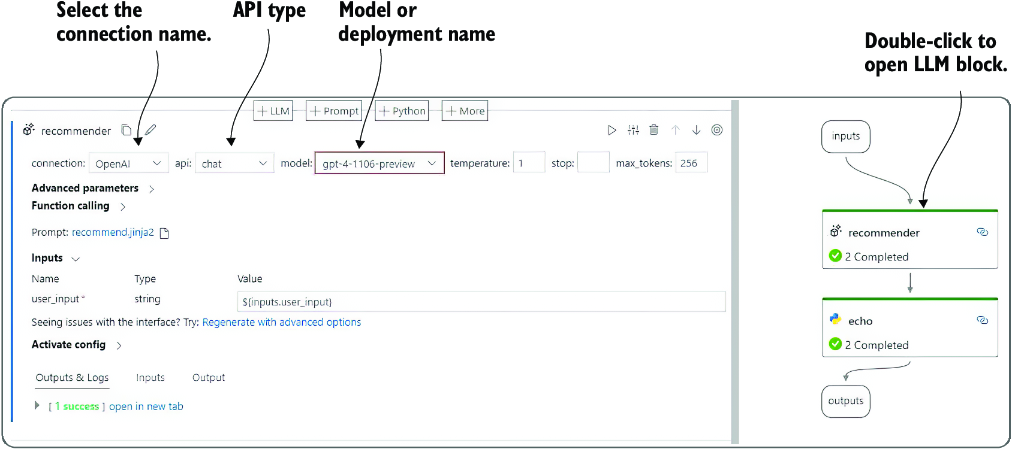 Select the
connection name.
API type
Model or
deployment name
Double-click to
open LLM block.
+ LLM
+ Prompt
+ Python
+ More
recommender
connection: OpenAI api: chat model: gpt-4-1106-preview temperature: 1 stop: max_tokens: 256
Advanced parameters
Function calling
Prompt: recommend.jinja2
Inputs
Name Type Value
user_input* string ${inputs.user_input}
Seeing issues with the interface? Try: Regenerate with advanced options
Activate config
Outputs & Logs Inputs Output
[ 1 success ] open in new tab
inputs
recommender
2 Completed
echo
2 Completed
outputs